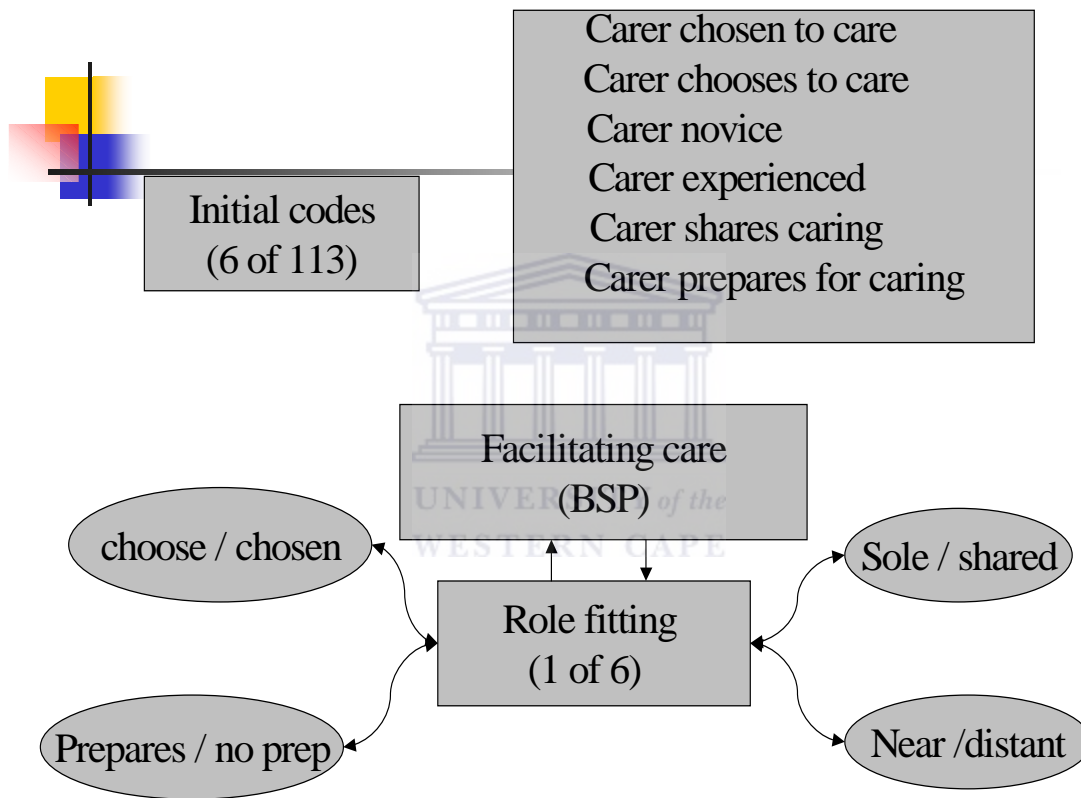 Carer chosen to care
Carer chooses to care
Carer novice
Carer experienced
Carer shares caring
Carer prepares for caring
Initial codes
(6 of 113)
Facilitating care
(BSP)
UNIVERSITY of the
WESTERN CAPE
choose / chosen
Sole / shared
Role fitting
(1 of 6)
Prepares / no prep
Near /distant